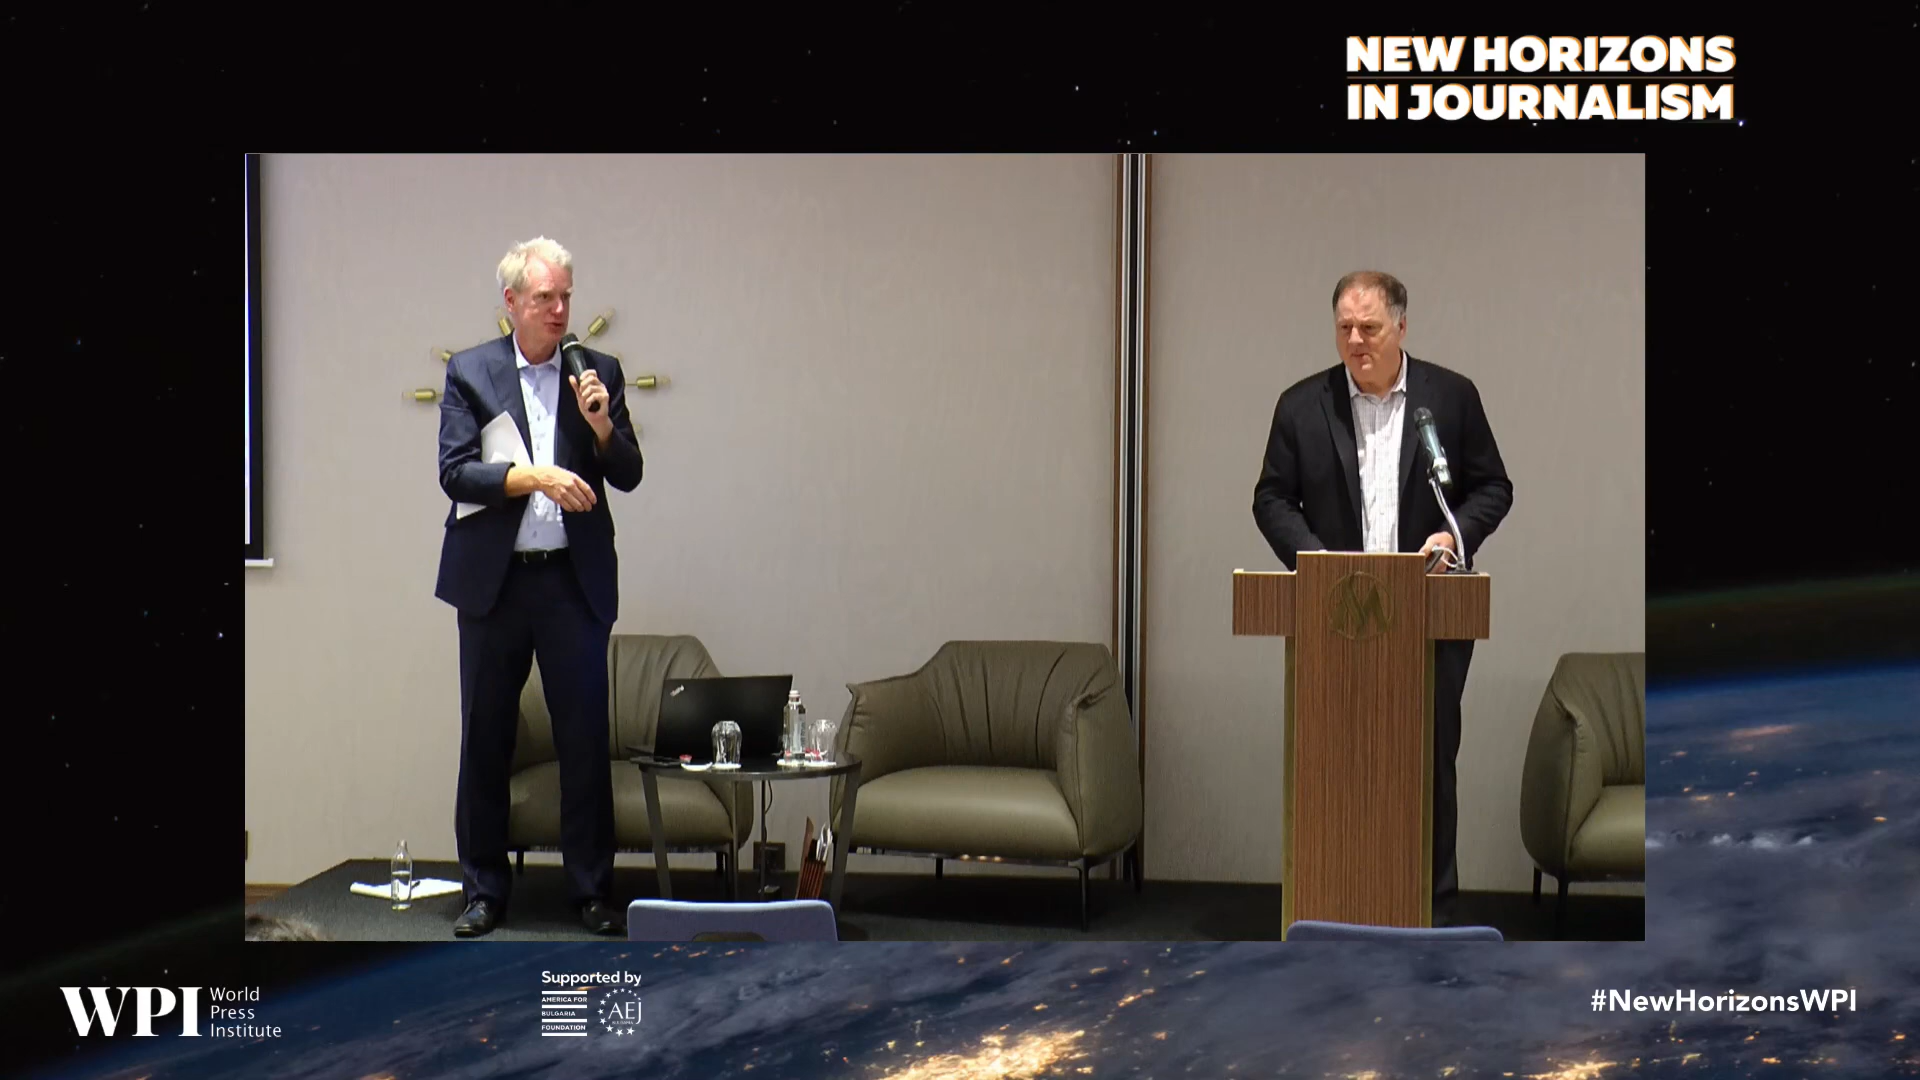 NEW HORIZONS
IN JOURNALISM
WPI
World
Press
Institute
Supported by
AMERICA FOR
BULGARIA
FOUNDATION
AEJ
#NewHorizonsWPI